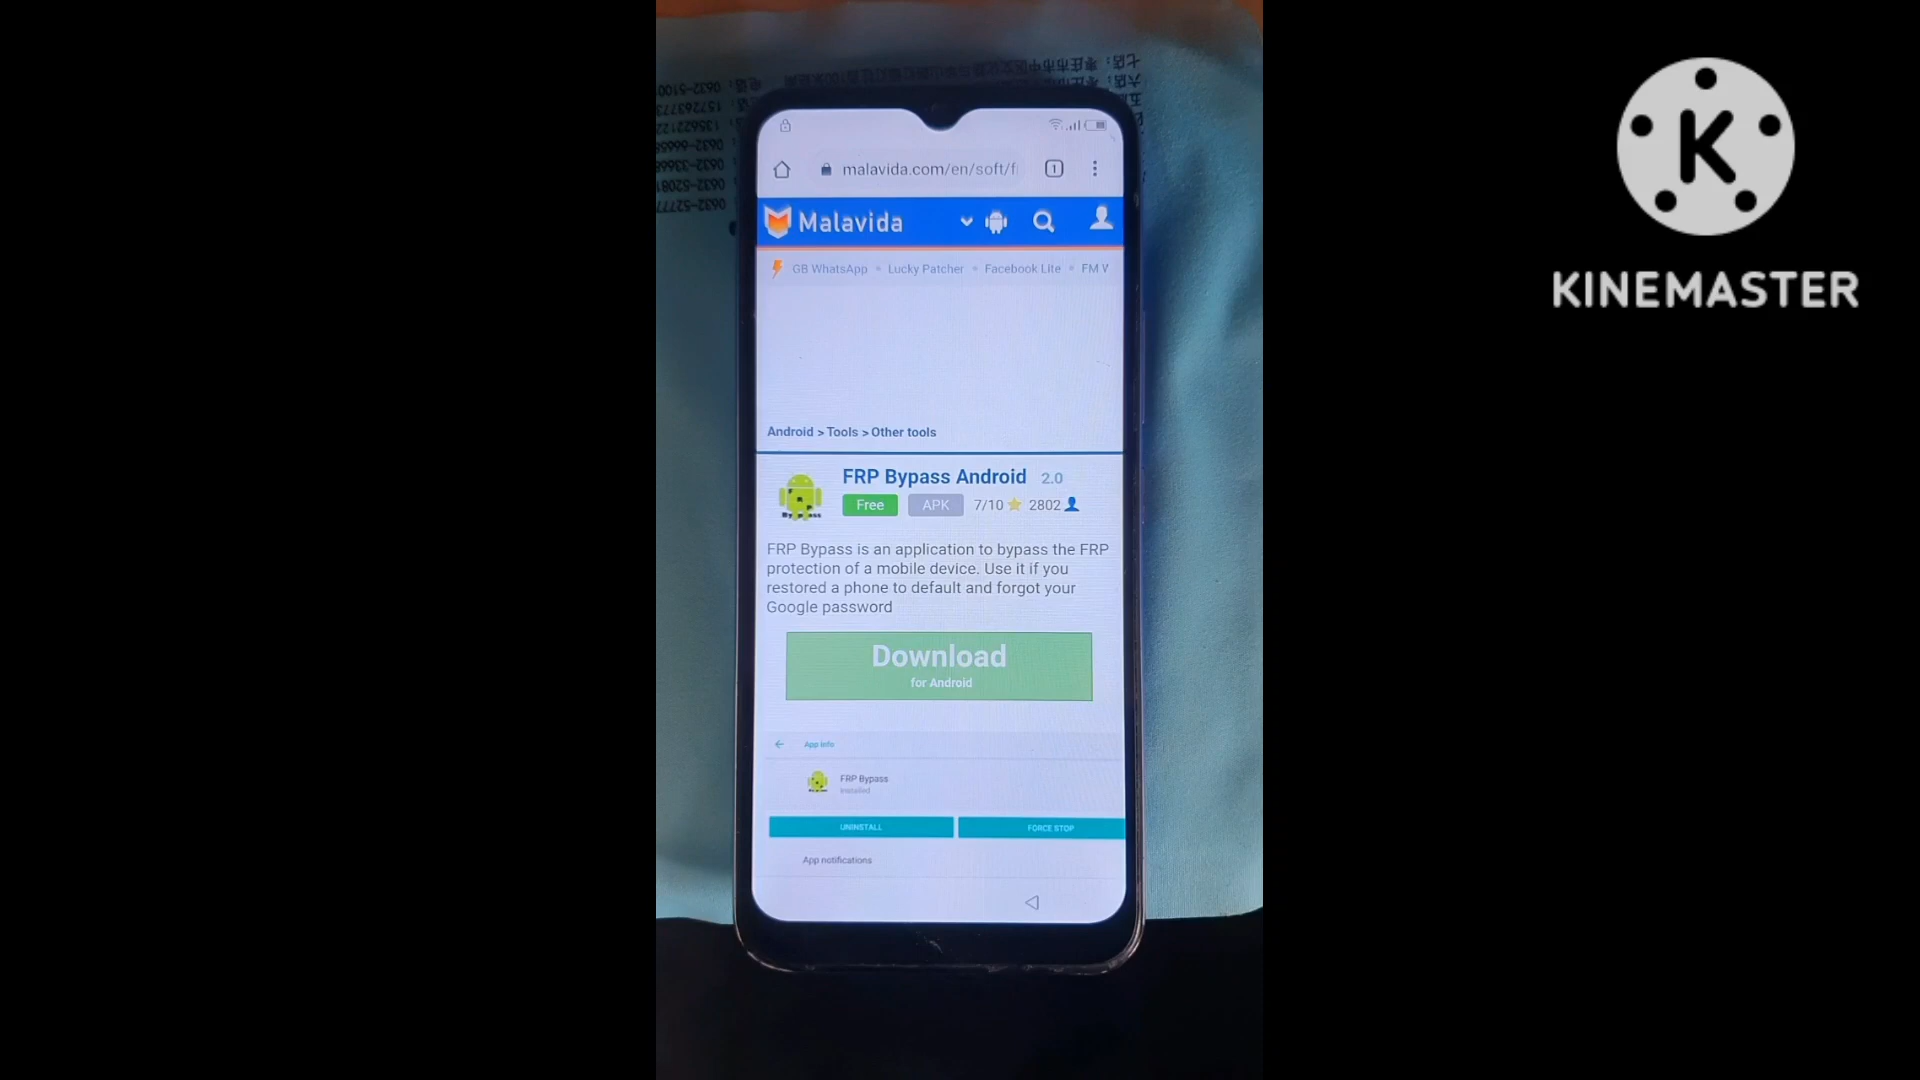 malavida.com/en/soft/f
1
Malavida
GB WhatsApp • Lucky Patcher • Facebook Lite • FM
Android > Tools > Other tools
FRP Bypass Android 2.0
Free APK 7/10 2802
FRP Bypass is an application to bypass the FRP
protection of a mobile device. Use it if you
restored a phone to default and forgot your
Google password
Download
for Android
App info
FRP Bypass
Installed
UNINSTALL FORCE STOP
App notifications
K
KINEMASTER